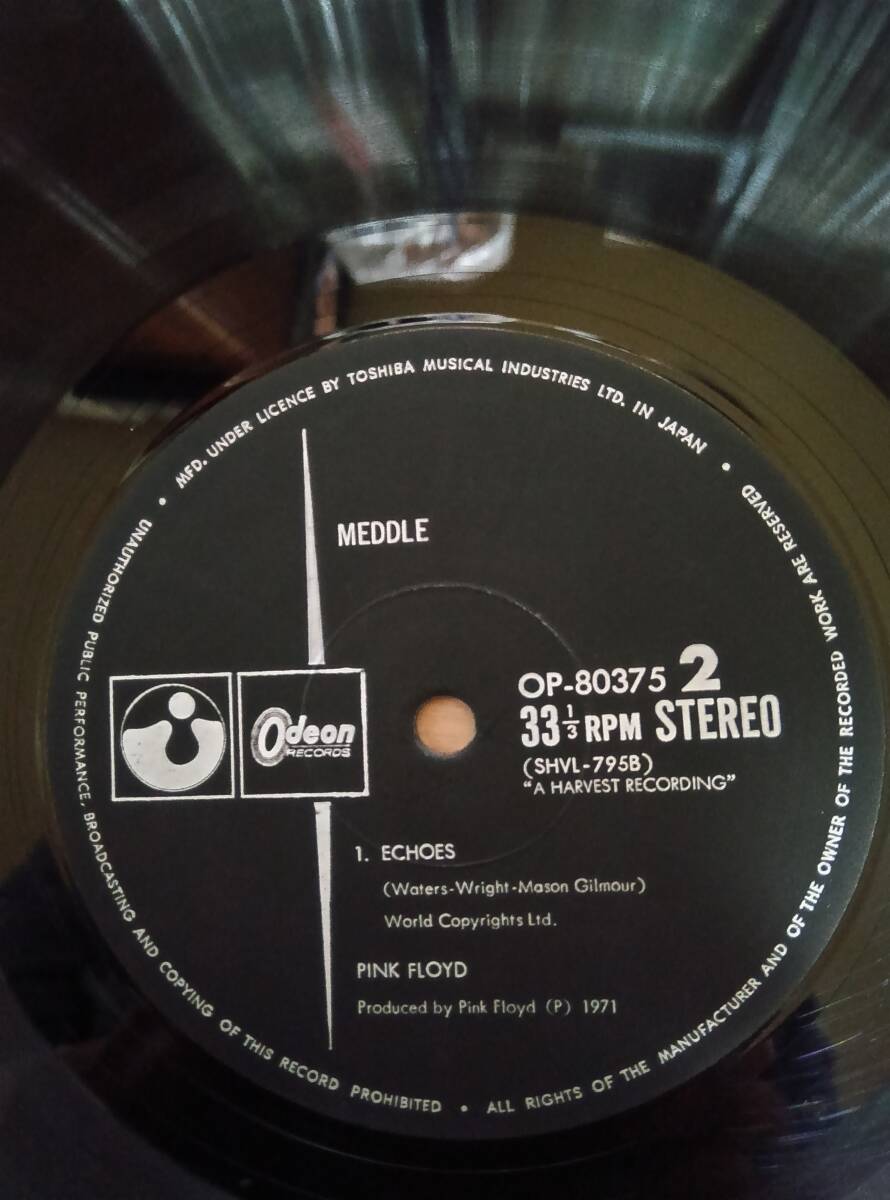 MFD. UNDER LICENCE BY TOSHIBA MUSICAL INDUSTRIES LTD. IN JAPAN •
MEDDLE
Odeon
RECORDS
OP-80375 2
33 1/3 RPM STEREO
(SHVL-795B)
"A HARVEST RECORDING"
1. ECHOES
(Waters-Wright-Mason Gilmour)
World Copyrights Ltd.
PINK FLOYD
Produced by Pink Floyd (P) 1971
• UNAUTHORIZED PUBLIC PERFORMANCE, BROADCASTING AND COPYING OF THIS RECORD PROHIBITED • ALL RIGHTS OF THE MANUFACTURER AND OF THE OWNER OF THE RECORDED WORK ARE RESERVED